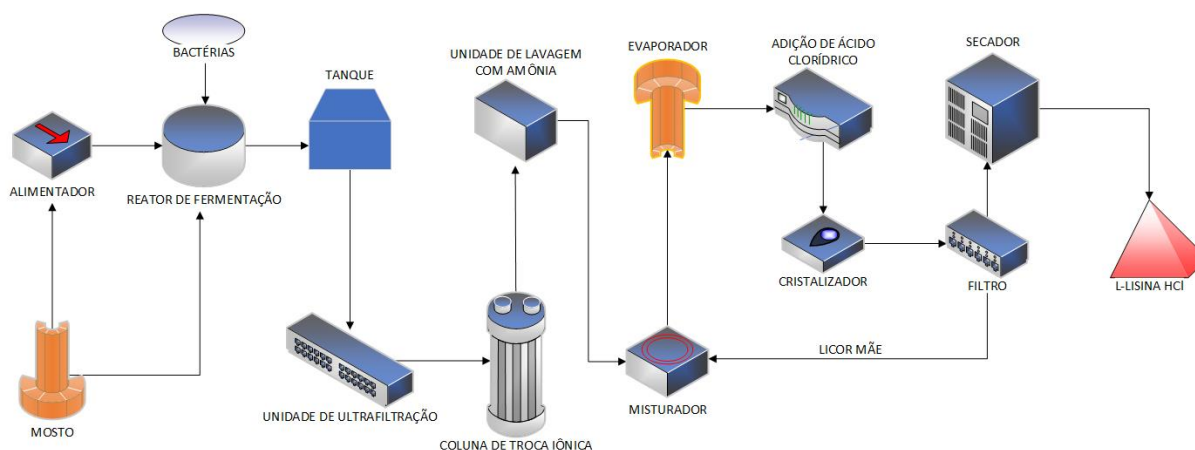 BACTÉRIAS
ALIMENTADOR
REATOR DE FERMENTAÇÃO
MOSTO
TANQUE
UNIDADE DE ULTRAFILTRAÇÃO
COLUNA DE TROCA IÔNICA
UNIDADE DE LAVAGEM
COM AMÔNIA
MISTURADOR
EVAPORADOR
ADIÇÃO DE ÁCIDO
CLORÍDRICO
CRISTALIZADOR
FILTRO
LICOR MÃE
SECADOR
L-LISINA HCl